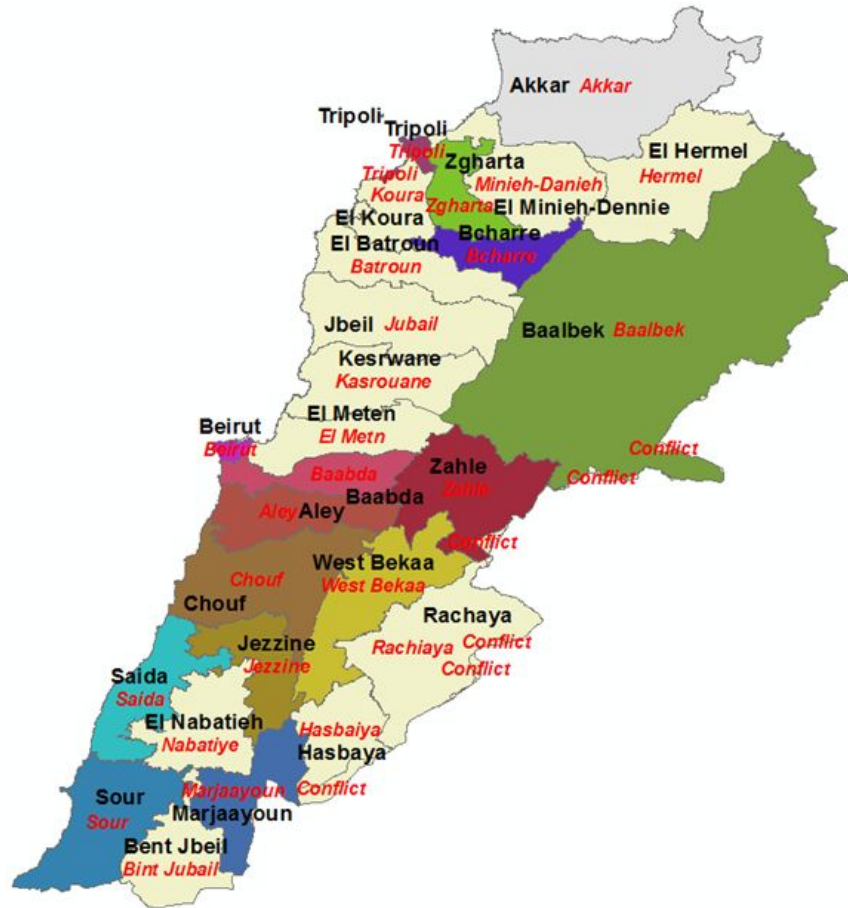 Akkar Akkar
Tripoli
Tripoli
Tripoli
Zgharta
El Hermel
Tripoli
Minieh-Danieh
Hermel
Koura
Zgharta
El Minieh-Dennie
El Koura
Bcharre
El Batroun
Bcharre
Batroun
Jbeil Jubail
Baalbek Baalbek
Kesrwane
Kasrouane
El Meten
Beirut
El Metn
Beirut
Conflict
Zahle
Baabda
Conflict
Zahle
Baabda
Aley Aley
Conflict
West Bekaa
Chouf
West Bekaa
Chouf
Rachaya
Jezzine
Rachiaya Conflict
Jezzine
Conflict
Saida
Saida
El Nabatieh
Hasbaiya
Nabatiye
Hasbaya
Marjaayoun
Conflict
Sour
Marjaayoun
Sour
Bent Jbeil
Bint Jubail